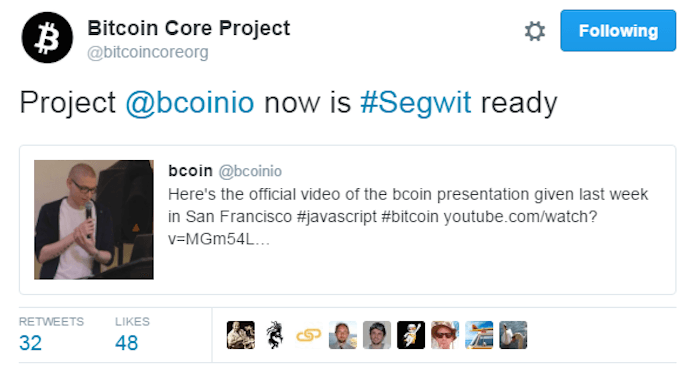 Bitcoin Core Project
@bitcoincoreorg
Following
Project @bcoinio now is #Segwit ready
bcoin @bcoinio
Here's the official video of the bcoin presentation given last week
in San Francisco #javascript #bitcoin youtube.com/watch?
v=MGm54L...
RETWEETS LIKES
32 48